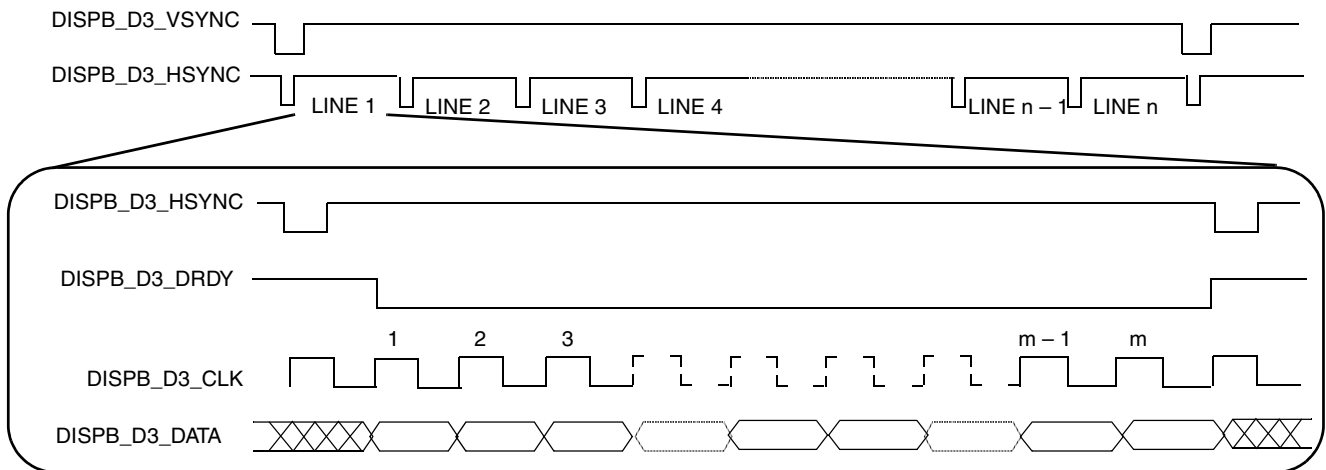 DISPB_D3_VSYNC
DISPB_D3_HSYNC
LINE 1 LINE 2 LINE 3 LINE 4 LINE n – 1 LINE n
DISPB_D3_HSYNC
DISPB_D3_DRDY
1 2 3 m – 1 m
DISPB_D3_CLK
DISPB_D3_DATA